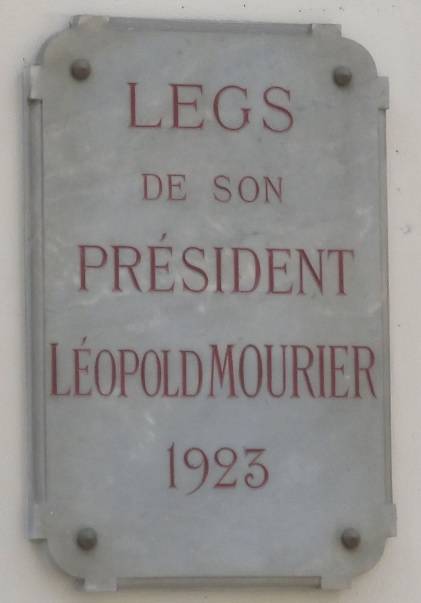 LEGS
DE SON
PRÉSIDENT
LÉOPOLD MOURIER
1923